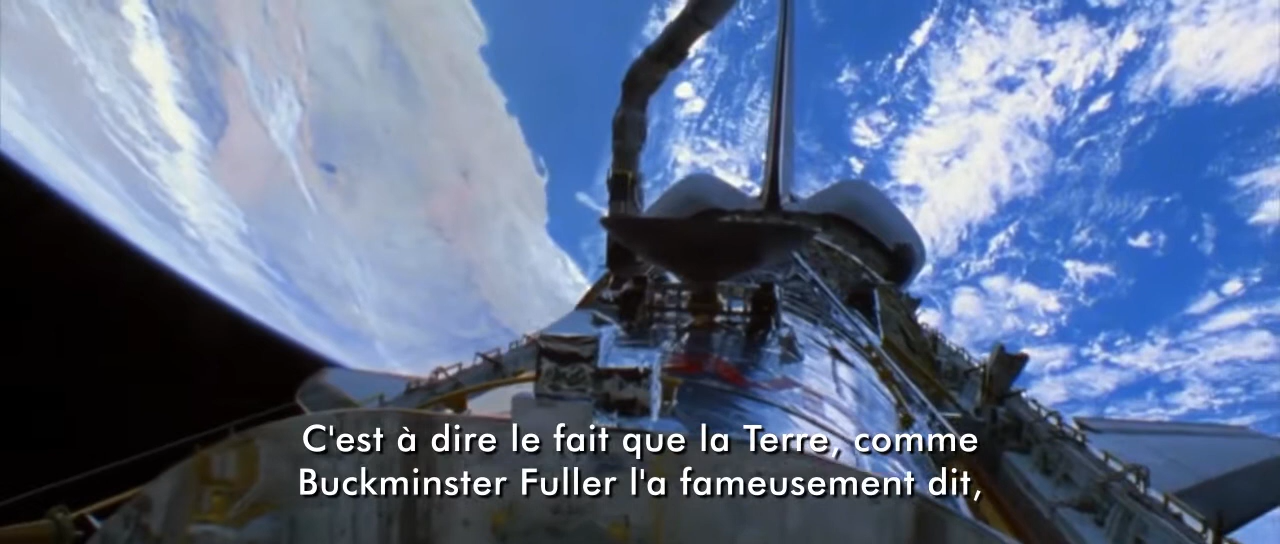 C'est à dire le fait que la Terre, comme
Buckminster Fuller l'a fameusement dit,